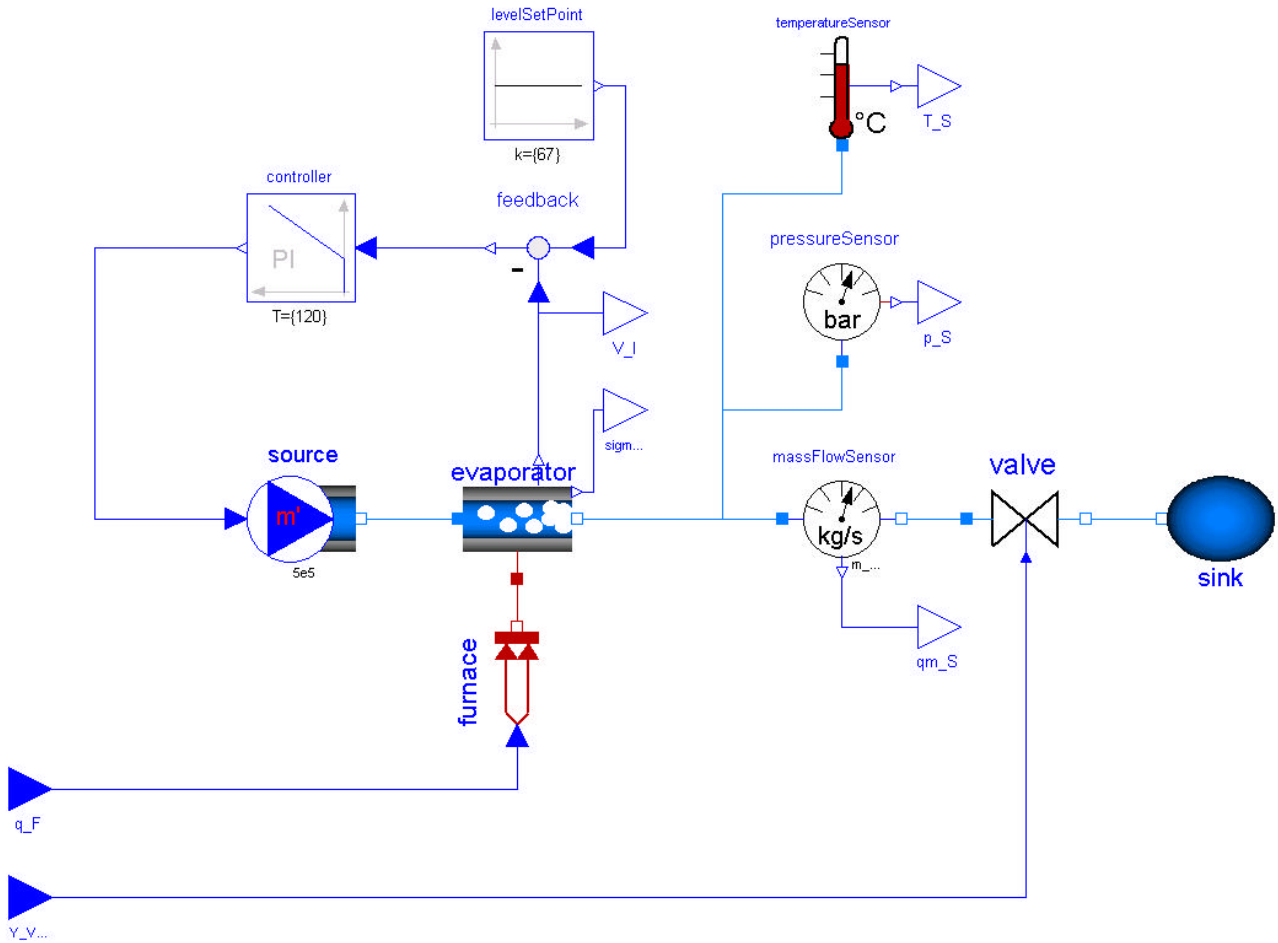 levelSetPoint
k={67}
temperatureSensor
°C
T_S
controller
PI
T={120}
feedback
-
pressureSensor
bar
p_S
V_l
sigm...
source
m'
5e5
evaporator
massFlowSensor
kg/s
m_...
qm_S
valve
sink
furnace
q_F
Y_V...